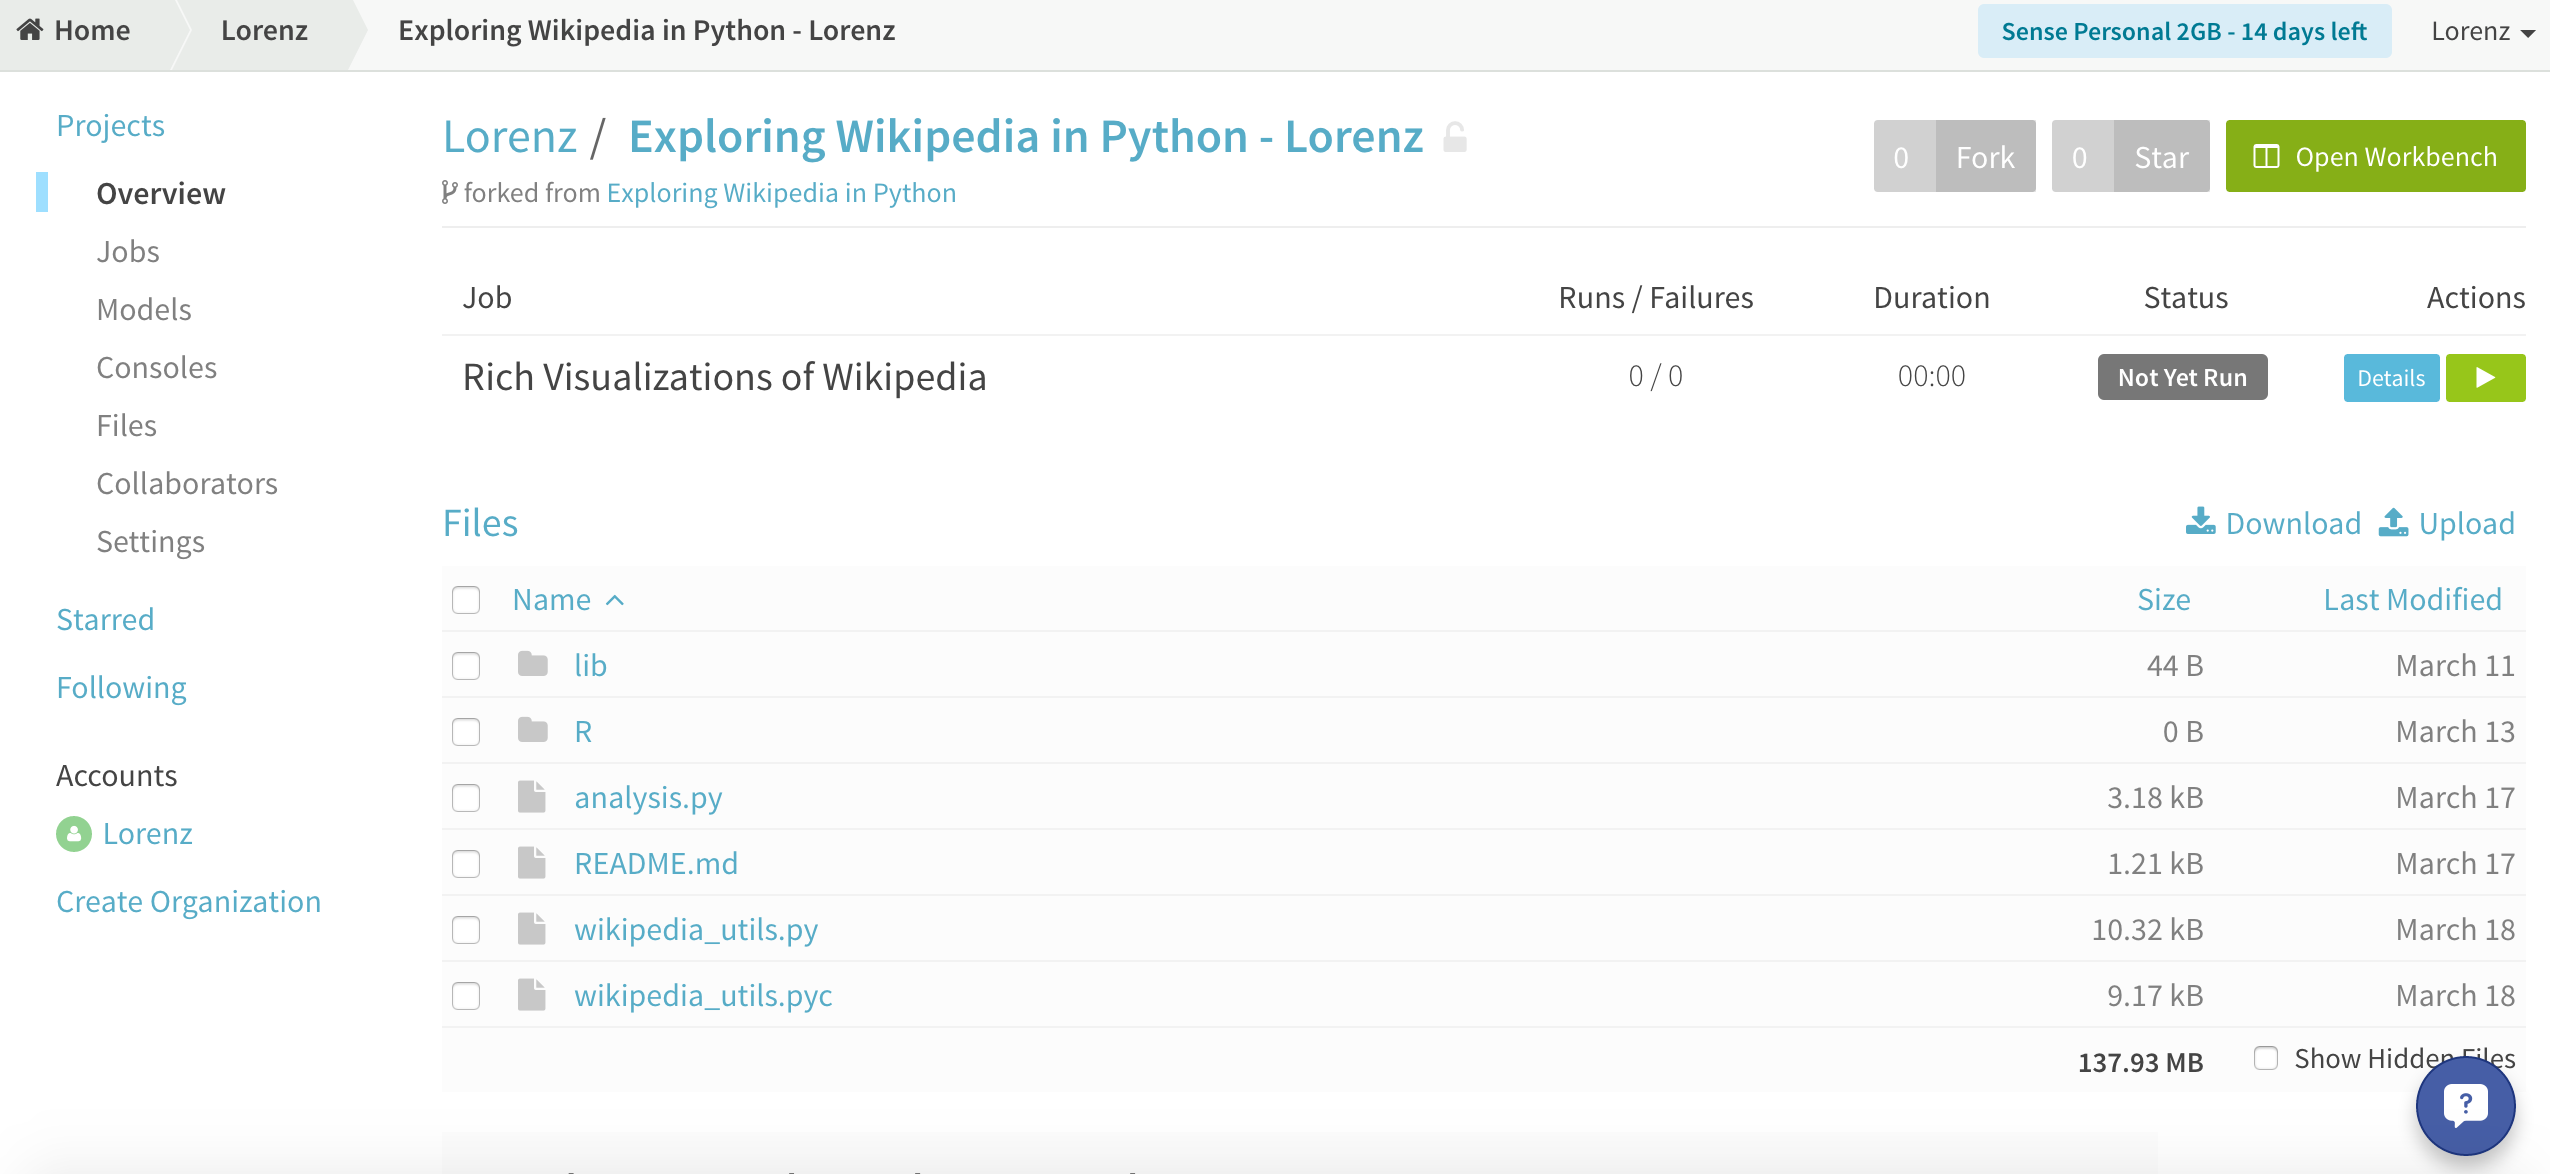 Home
Lorenz
Exploring Wikipedia in Python - Lorenz
Sense Personal 2GB - 14 days left
Lorenz
Projects
Overview
Jobs
Models
Consoles
Files
Collaborators
Settings
Starred
Following
Accounts
Lorenz
Create Organization
Lorenz / Exploring Wikipedia in Python - Lorenz
forked from Exploring Wikipedia in Python
0 Fork
0 Star
Open Workbench
Job Runs / Failures Duration Status Actions
Rich Visualizations of Wikipedia 0 / 0 00:00 Not Yet Run Details
Files
Download Upload
Name Size Last Modified
lib 44 B March 11
R 0 B March 13
analysis.py 3.18 kB March 17
README.md 1.21 kB March 17
wikipedia_utils.py 10.32 kB March 18
wikipedia_utils.pyc 9.17 kB March 18
137.93 MB Show Hidden Files
?